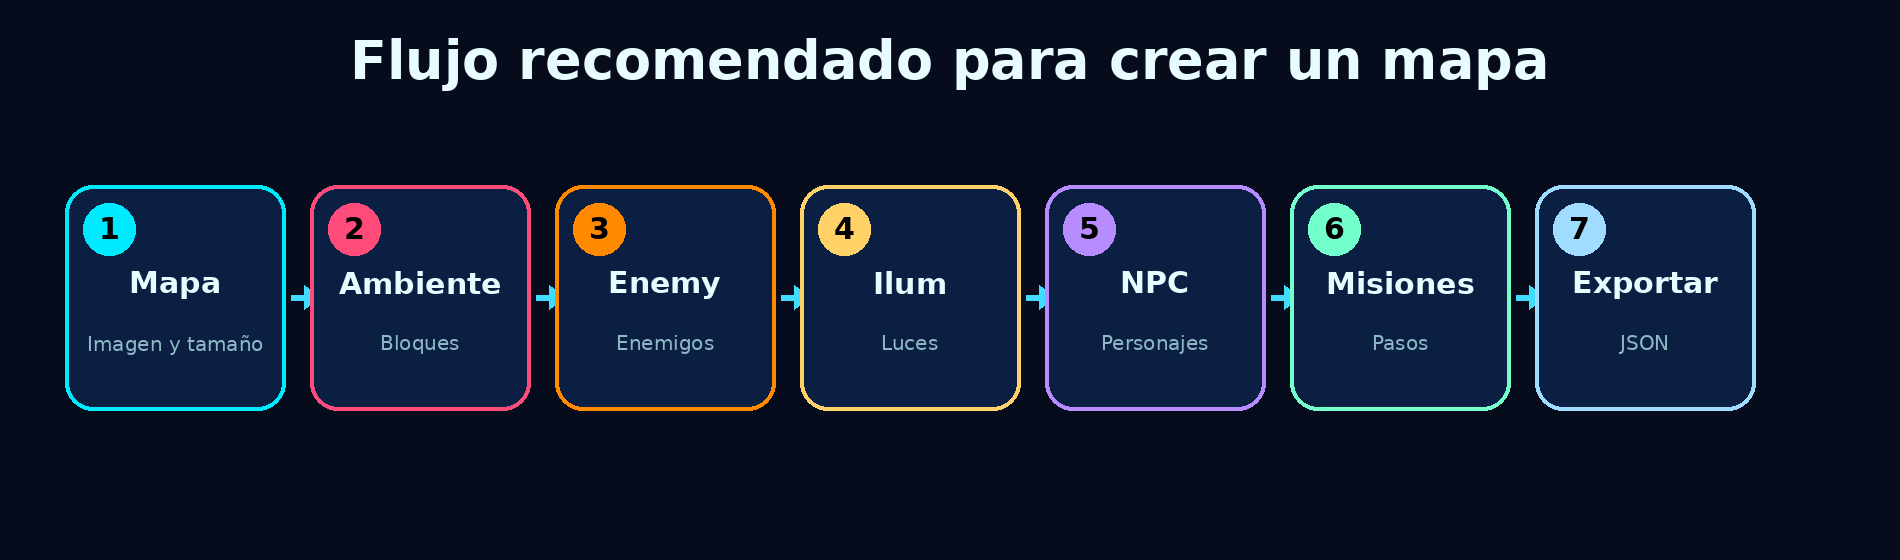 Flujo recomendado para crear un mapa
1
Mapa
Imagen y tamaño
2
Ambiente
Bloques
3
Enemy
Enemigos
4
Ilum
Luces
5
NPC
Personajes
6
Misiones
Pasos
7
Exportar
JSON